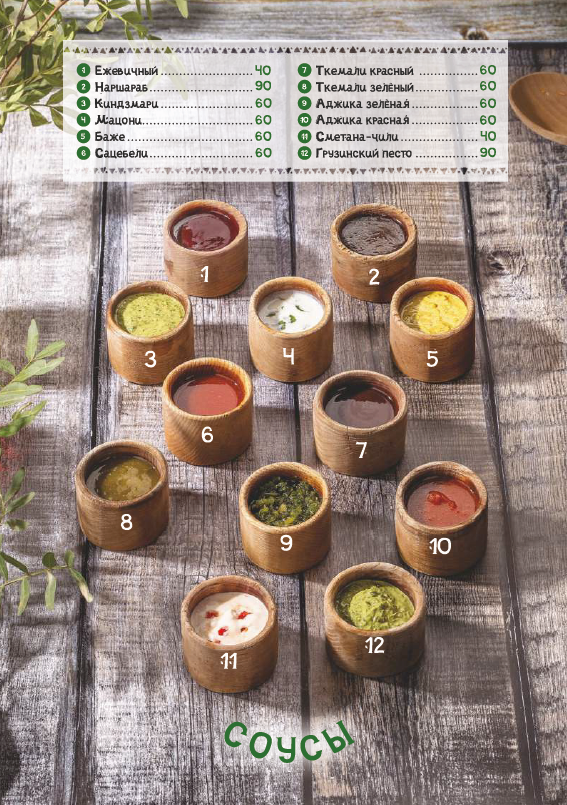 1 Ежевичный 40
2 Наршараб 90
3 Киндзмари 60
4 Мацони 60
5 Баже 60
6 Сацебели 60
7 Ткемали красный 60
8 Ткемали зелёный 60
9 Аджика зелёная 60
10 Аджика красная 60
11 Сметана-чили 40
12 Грузинский песто 90
1
2
3
4
5
6
7
8
9
10
11
12
Соусы